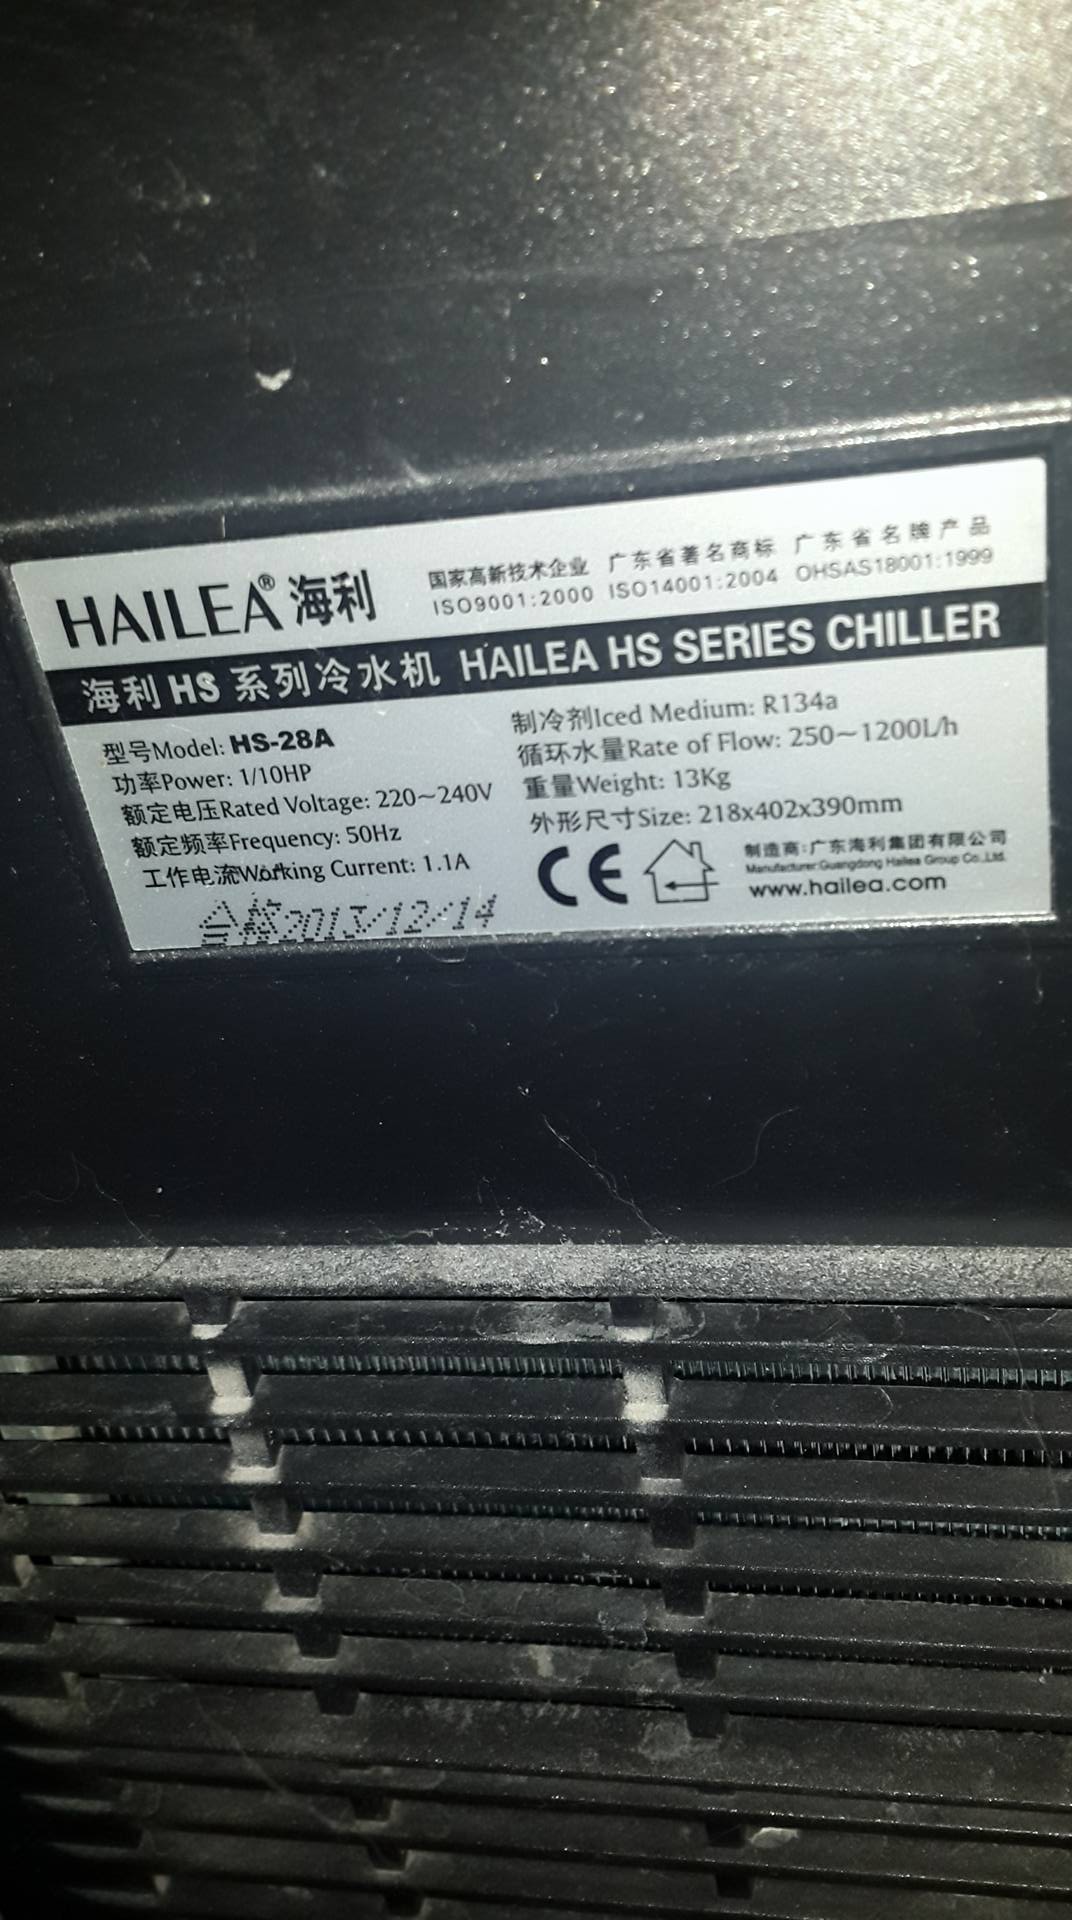 HAILEA® 海利
国家高新技术企业 广东省著名商标 广东省名牌产品
ISO9001:2000 ISO14001:2004 OHSAS18001:1999
海利 HS 系列冷水机 HAILEA HS SERIES CHILLER
型号Model: HS-28A
功率Power: 1/10HP
额定电压Rated Voltage: 220~240V
额定频率Frequency: 50Hz
工作电流Working Current: 1.1A
合格2013/12/14
制冷剂Iced Medium: R134a
循环水量Rate of Flow: 250~1200L/h
重量Weight: 13Kg
外形尺寸Size: 218x402x390mm
CE
制造商:广东海利集团有限公司
Manufacturer:Guangdong Hailea Group Co.,Ltd.
www.hailea.com